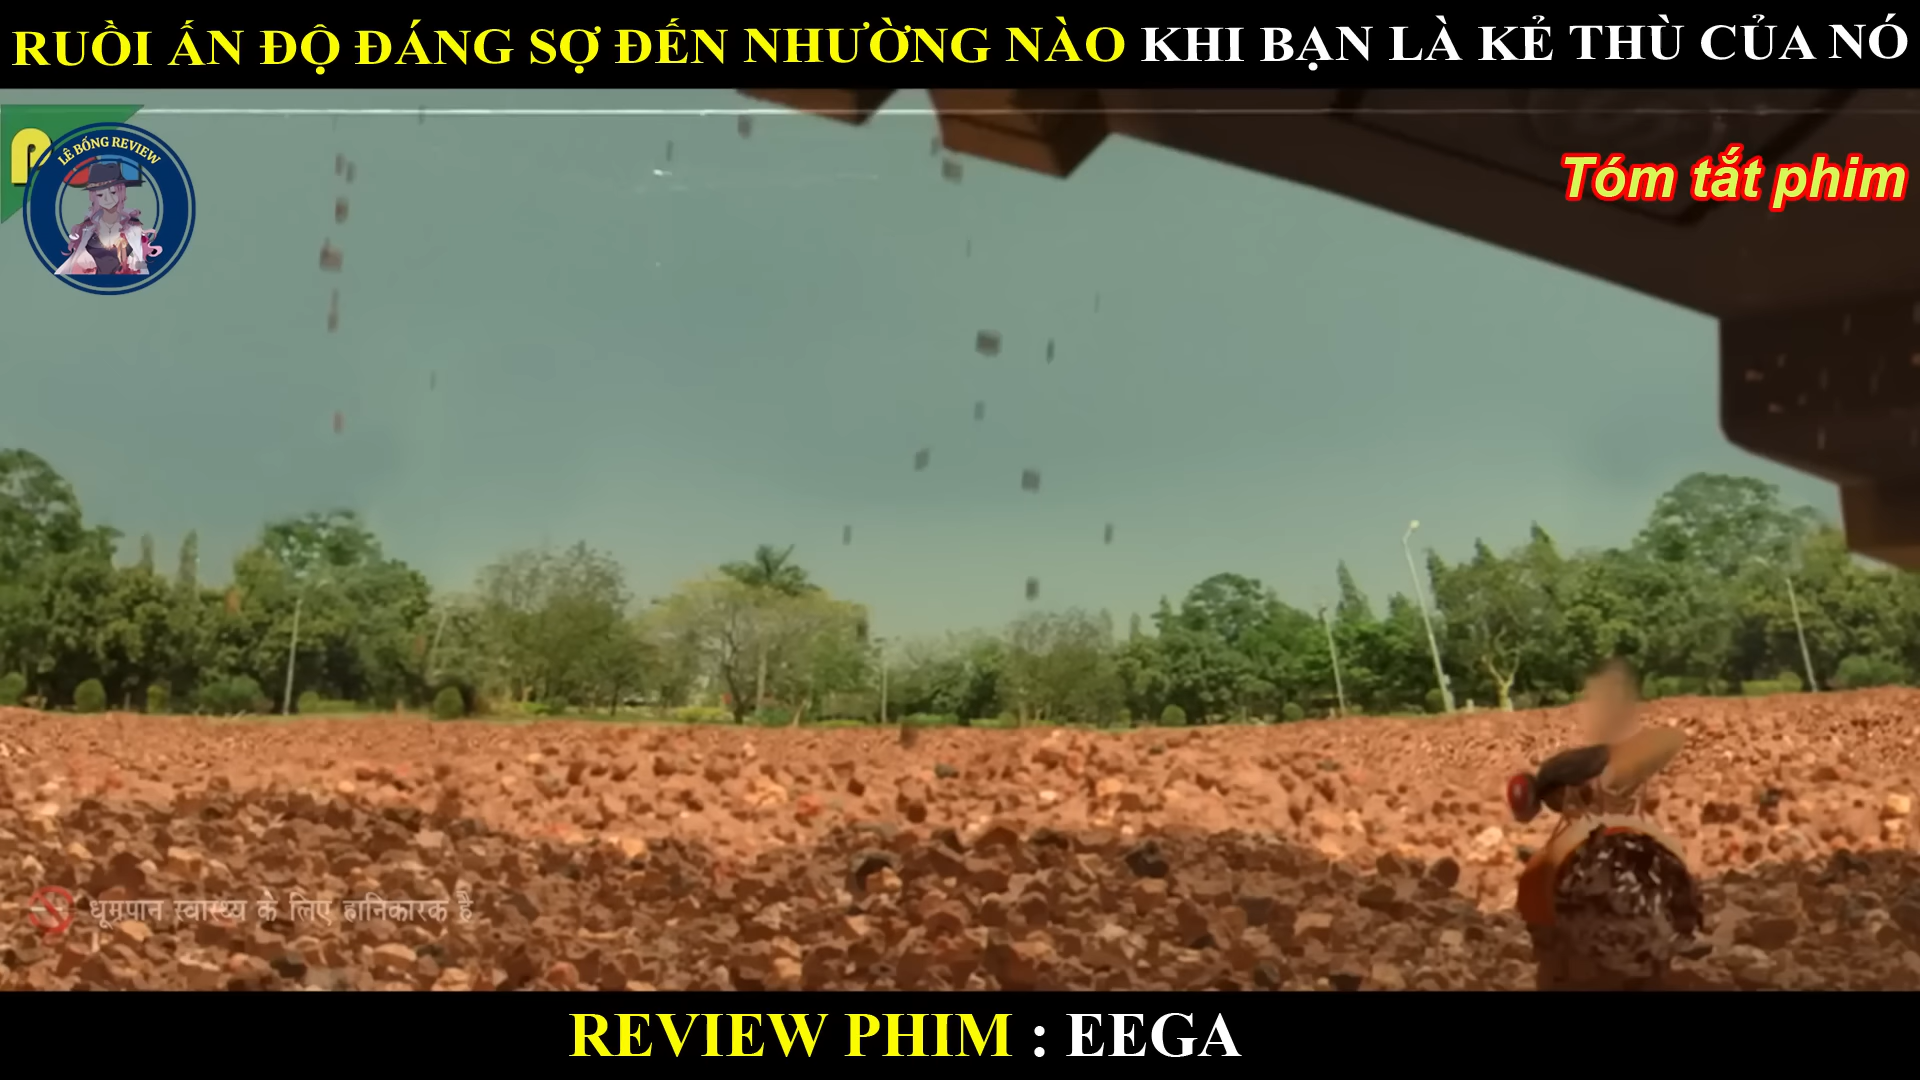 RUỒI ẤN ĐỘ ĐÁNG SỢ ĐẾN NHƯỜNG NÀO KHI BẠN LÀ KẺ THÙ CỦA NÓ
LÊ BỐNG REVIEW
Tóm tắt phim
धूम्रपान स्वास्थ्य के लिए हानिकारक है
REVIEW PHIM : EEGA